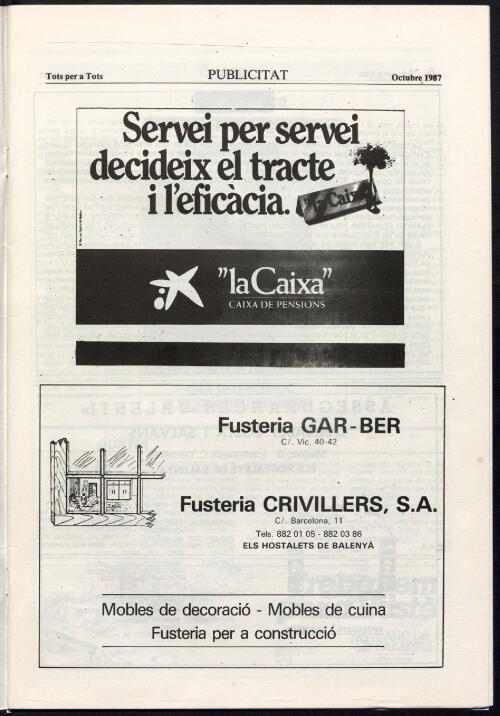 Tots per a Tots PUBLICITAT Octubre 1987
Servei per servei
decideix el tracte
i l'eficàcia.
"la Caixa"
"la Caixa"
CAIXA DE PENSIONS
Fusteria GAR-BER
C/. Vic, 40-42
Fusteria CRIVILLERS, S.A.
C/. Barcelona, 11
Tels. 882 01 05 - 882 03 86
ELS HOSTALETS DE BALENYÀ
Mobles de decoració - Mobles de cuina
Fusteria per a construcció